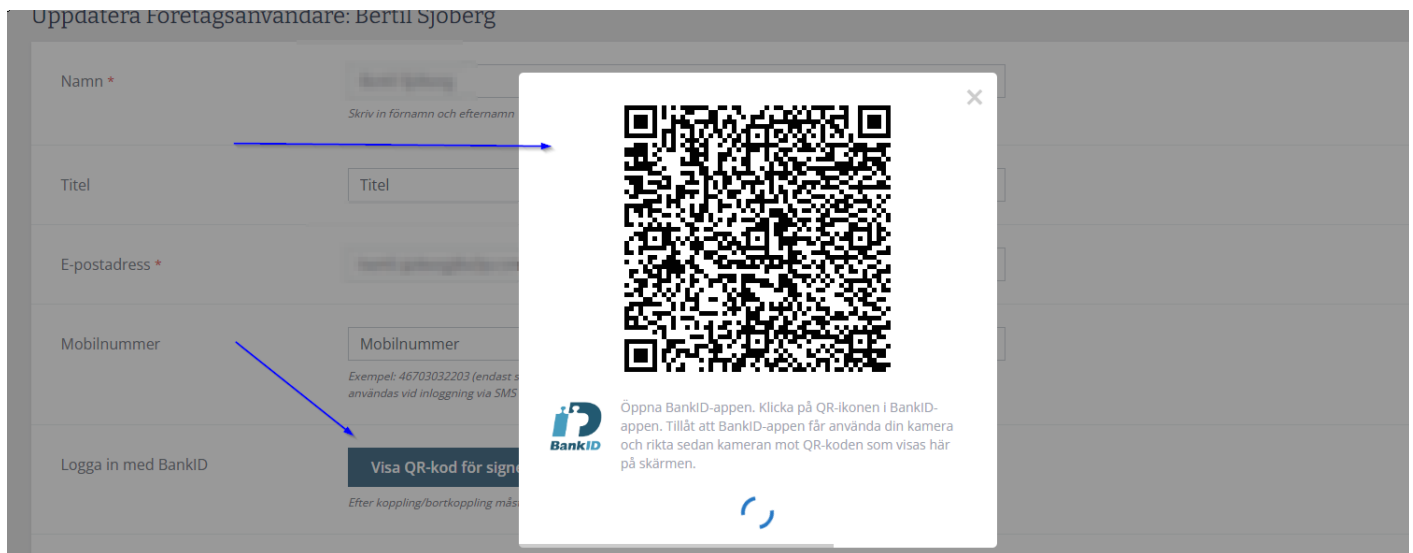 Uppdatera Företagsanvändare: Bertil Sjöberg
Namn *
Skriv in förnamn och efternamn
Titel
Titel
E-postadress *
Mobilnummer
Mobilnummer
Exempel: 46703032203 (endast s
användas vid inloggning via SMS
Logga in med BankID
Visa QR-kod för signe
Efter koppling/bortkoppling mås
×
BankID
Öppna BankID-appen. Klicka på QR-ikonen i BankID-
appen. Tillåt att BankID-appen får använda din kamera
och rikta sedan kameran mot QR-koden som visas här
på skärmen.